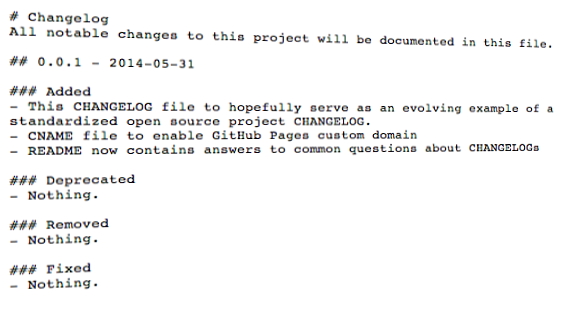 # Changelog
All notable changes to this project will be documented in this file.
## 0.0.1 - 2014-05-31
### Added
- This CHANGELOG file to hopefully serve as an evolving example of a
standardized open source project CHANGELOG.
- CNAME file to enable GitHub Pages custom domain
- README now contains answers to common questions about CHANGELOGs
### Deprecated
- Nothing.
### Removed
- Nothing.
### Fixed
- Nothing.